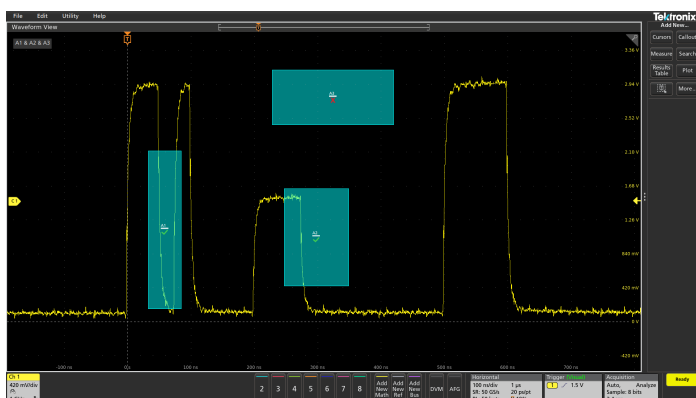 File Edit Utility Help
Tektronix
Waveform View
Add New...
A1 & A2 & A3
T
Cursors Callout
Measure Search
Results Table Plot
More...
3.36 V
2.94 V
2.52 V
2.10 V
1.68 V
1.26 V
840 mV
420 mV
0 V
-420 mV
C1
A1
A2
A3
-100 ns 0s 100 ns 200 ns 300 ns 400 ns 500 ns 600 ns 700 ns
Ch 1
420 mV/div
2 3 4 5 6 7 8
Add New Math
Add New Ref
Add New Bus
DVM AFG
Horizontal
100 ns/div 1 µs
SR: 50 GS/s 20 ps/pt
Trigger (Visual)
1 1.5 V
Acquisition
Auto, Analyze
Sample: 8 bits
Ready